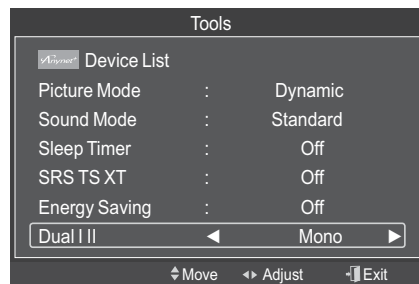 Tools
Anynet+ Device List
Picture Mode : Dynamic
Sound Mode : Standard
Sleep Timer : Off
SRS TS XT : Off
Energy Saving : Off
Dual I II ◄ Mono ►
Move Adjust Exit